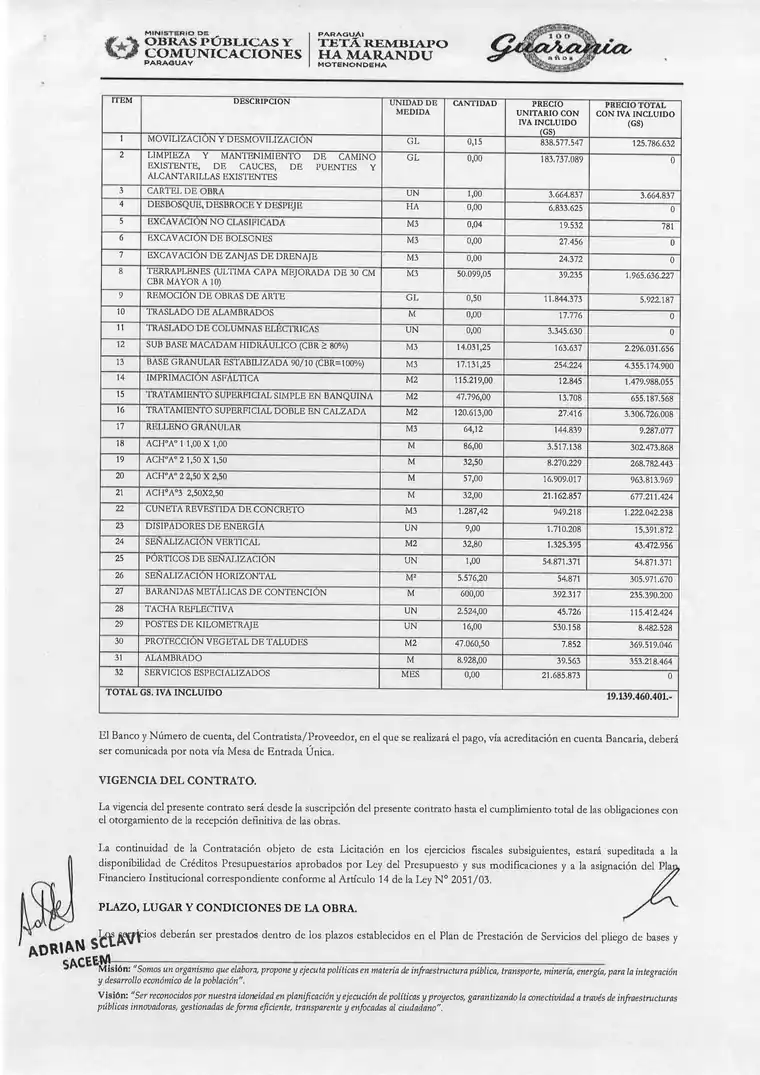 MINISTERIO DE
OBRAS PÚBLICAS Y
COMUNICACIONES
PARAGUAY
PARAGUÁI
TETÃ REMBIAPO
HA MARANDU
MOTENONDEHA
100
Guarania
años
ITEM DESCRIPCION UNIDAD DE MEDIDA CANTIDAD PRECIO UNITARIO CON IVA INCLUIDO (GS) PRECIO TOTAL CON IVA INCLUIDO (GS)
1 MOVILIZACIÓN Y DESMOVILIZACIÓN GL 0,15 838.577.547 125.786.632
2 LIMPIEZA Y MANTENIMIENTO DE CAMINO EXISTENTE, DE CAUCES, DE PUENTES Y ALCANTARILLAS EXISTENTES GL 0,00 183.737.089 0
3 CARTEL DE OBRA UN 1,00 3.664.837 3.664.837
4 DESBOSQUE, DESBROCE Y DESPEJE HA 0,00 6.833.625 0
5 EXCAVACIÓN NO CLASIFICADA M3 0,04 19.532 781
6 EXCAVACIÓN DE BOLSONES M3 0,00 27.456 0
7 EXCAVACIÓN DE ZANJAS DE DRENAJE M3 0,00 24.372 0
8 TERRAPLENES (ULTIMA CAPA MEJORADA DE 30 CM CBR MAYOR A 10) M3 50.099,05 39.235 1.965.636.227
9 REMOCIÓN DE OBRAS DE ARTE GL 0,50 11.844.373 5.922.187
10 TRASLADO DE ALAMBRADOS M 0,00 17.776 0
11 TRASLADO DE COLUMNAS ELÉCTRICAS UN 0,00 3.345.630 0
12 SUB BASE MACADAM HIDRÁULICO (CBR ≥ 80%) M3 14.031,25 163.637 2.296.031.656
13 BASE GRANULAR ESTABILIZADA 90/10 (CBR=100%) M3 17.131,25 254.224 4.355.174.900
14 IMPRIMACIÓN ASFÁLTICA M2 115.219,00 12.845 1.479.988.055
15 TRATAMIENTO SUPERFICIAL SIMPLE EN BANQUINA M2 47.796,00 13.708 655.187.568
16 TRATAMIENTO SUPERFICIAL DOBLE EN CALZADA M2 120.613,00 27.416 3.306.726.008
17 RELLENO GRANULAR M3 64,12 144.839 9.287.077
18 ACHºAº 1 1,00 X 1,00 M 86,00 3.517.138 302.473.868
19 ACHºAº 2 1,50 X 1,50 M 32,50 8.270.229 268.782.443
20 ACHºAº 2 2,50 X 2,50 M 57,00 16.909.017 963.813.969
21 ACHºAº3 2,50X2,50 M 32,00 21.162.857 677.211.424
22 CUNETA REVESTIDA DE CONCRETO M3 1.287,42 949.218 1.222.042.238
23 DISIPADORES DE ENERGÍA UN 9,00 1.710.208 15.391.872
24 SEÑALIZACIÓN VERTICAL M2 32,80 1.325.395 43.472.956
25 PÓRTICOS DE SEÑALIZACIÓN UN 1,00 54.871.371 54.871.371
26 SEÑALIZACIÓN HORIZONTAL M² 5.576,20 54.871 305.971.670
27 BARANDAS METÁLICAS DE CONTENCIÓN M 600,00 392.317 235.390.200
28 TACHA REFLECTIVA UN 2.524,00 45.726 115.412.424
29 POSTES DE KILOMETRAJE UN 16,00 530.158 8.482.528
30 PROTECCIÓN VEGETAL DE TALUDES M2 47.060,50 7.852 369.519.046
31 ALAMBRADO M 8.928,00 39.563 353.218.464
32 SERVICIOS ESPECIALIZADOS MES 0,00 21.685.873 0
TOTAL GS. IVA INCLUIDO 19.139.460.401.-
El Banco y Número de cuenta, del Contratista/Proveedor, en el que se realizará el pago, vía acreditación en cuenta Bancaria, deberá
ser comunicada por nota vía Mesa de Entrada Única.
VIGENCIA DEL CONTRATO.
La vigencia del presente contrato será desde la suscripción del presente contrato hasta el cumplimiento total de las obligaciones con
el otorgamiento de la recepción definitiva de las obras.
La continuidad de la Contratación objeto de esta Licitación en los ejercicios fiscales subsiguientes, estará supeditada a la
disponibilidad de Créditos Presupuestarios aprobados por Ley del Presupuesto y sus modificaciones y a la asignación del Plan
Financiero Institucional correspondiente conforme al Artículo 14 de la Ley N° 2051/03.
PLAZO, LUGAR Y CONDICIONES DE LA OBRA.
Los servicios deberán ser prestados dentro de los plazos establecidos en el Plan de Prestación de Servicios del pliego de bases y
ADRIAN SCLAVI
SACEEM
Misión: "Somos un organismo que elabora, propone y ejecuta políticas en materia de infraestructura pública, transporte, minería, energía, para la integración
y desarrollo económico de la población".
Visión: "Ser reconocidos por nuestra idoneidad en planificación y ejecución de políticas y proyectos, garantizando la conectividad a través de infraestructuras
públicas innovadoras, gestionadas de forma eficiente, transparente y enfocadas al ciudadano".